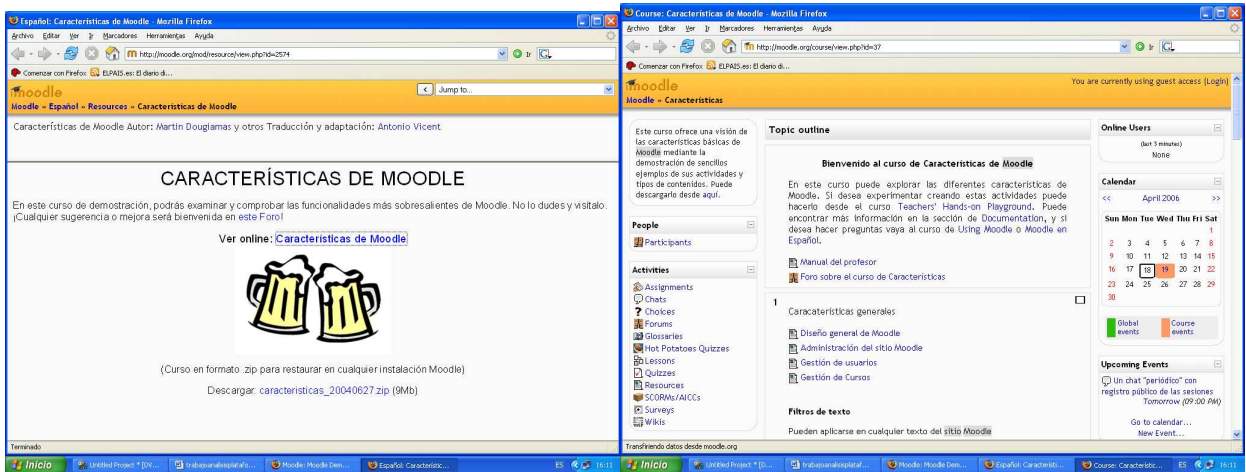 Español: Características de Moodle - Mozilla Firefox
Archivo Editar Ver Ir Marcadores Herramientas Ayuda
http://moodle.org/mod/resource/view.php?id=2574
Ir
Comenzar con Firefox ELPAIS.es: El diario di...
moodle
Jump to...
Moodle » Español » Resources » Características de Moodle
Características de Moodle Autor: Martin Dougiamas y otros Traducción y adaptación: Antonio Vicent
CARACTERÍSTICAS DE MOODLE
En este curso de demostración, podrás examinar y comprobar las funcionalidades más sobresalientes de Moodle. No lo dudes y visítalo.
¡Cualquier sugerencia o mejora será bienvenida en este Foro!
Ver online: Características de Moodle
(Curso en formato .zip para restaurar en cualquier instalación Moodle)
Descargar: caracteristicas_20040627.zip (9Mb)
Terminado
Inicio
Untitled Project * [DV...
trabajoanalisisplatafo...
Moodle: Moodle Dem...
Español: Característic...
ES
16:11
Course: Características de Moodle - Mozilla Firefox
Archivo Editar Ver Ir Marcadores Herramientas Ayuda
http://moodle.org/course/view.php?id=37
Ir
Comenzar con Firefox ELPAIS.es: El diario di...
moodle
You are currently using guest access (Login)
Moodle » Características
Este curso ofrece una visión de
las características básicas de
Moodle mediante la
demostración de sencillos
ejemplos de sus actividades y
tipos de contenidos. Puede
descargarlo desde aquí.
People
Participants
Activities
Assignments
Chats
Choices
Forums
Glossaries
Hot Potatoes Quizzes
Lessons
Quizzes
Resources
SCORMs/AICCs
Surveys
Wikis
Topic outline
Bienvenido al curso de Características de Moodle
En este curso puede explorar las diferentes características de
Moodle. Si desea experimentar creando estas actividades puede
hacerlo desde el curso Teachers' Hands-on Playground. Puede
encontrar más información en la sección de Documentation, y si
desea hacer preguntas vaya al curso de Using Moodle o Moodle en
Español.
Manual del profesor
Foro sobre el curso de Características
1
Caracaterísticas generales
Diseño general de Moodle
Administración del sitio Moodle
Gestión de usuarios
Gestión de Cursos
Filtros de texto
Pueden aplicarse en cualquier texto del sitio Moodle
Online Users
(last 3 minutes)
None
Calendar
<< April 2006 >>
Sun Mon Tue Wed Thu Fri Sat
1
2 3 4 5 6 7 8
9 10 11 12 13 14 15
16 17 18 19 20 21 22
23 24 25 26 27 28 29
30
Global events
Course events
Upcoming Events
Un chat "periódico" con
registro público de las sesiones
Tomorrow (09:00 PM)
Go to calendar...
New Event...
Transfiriendo datos desde moodle.org
Inicio
Untitled Project * [D...
trabajoanalisisplataf...
Moodle: Moodle Dem...
Español: Característi...
Course: Característic...
ES
16:11